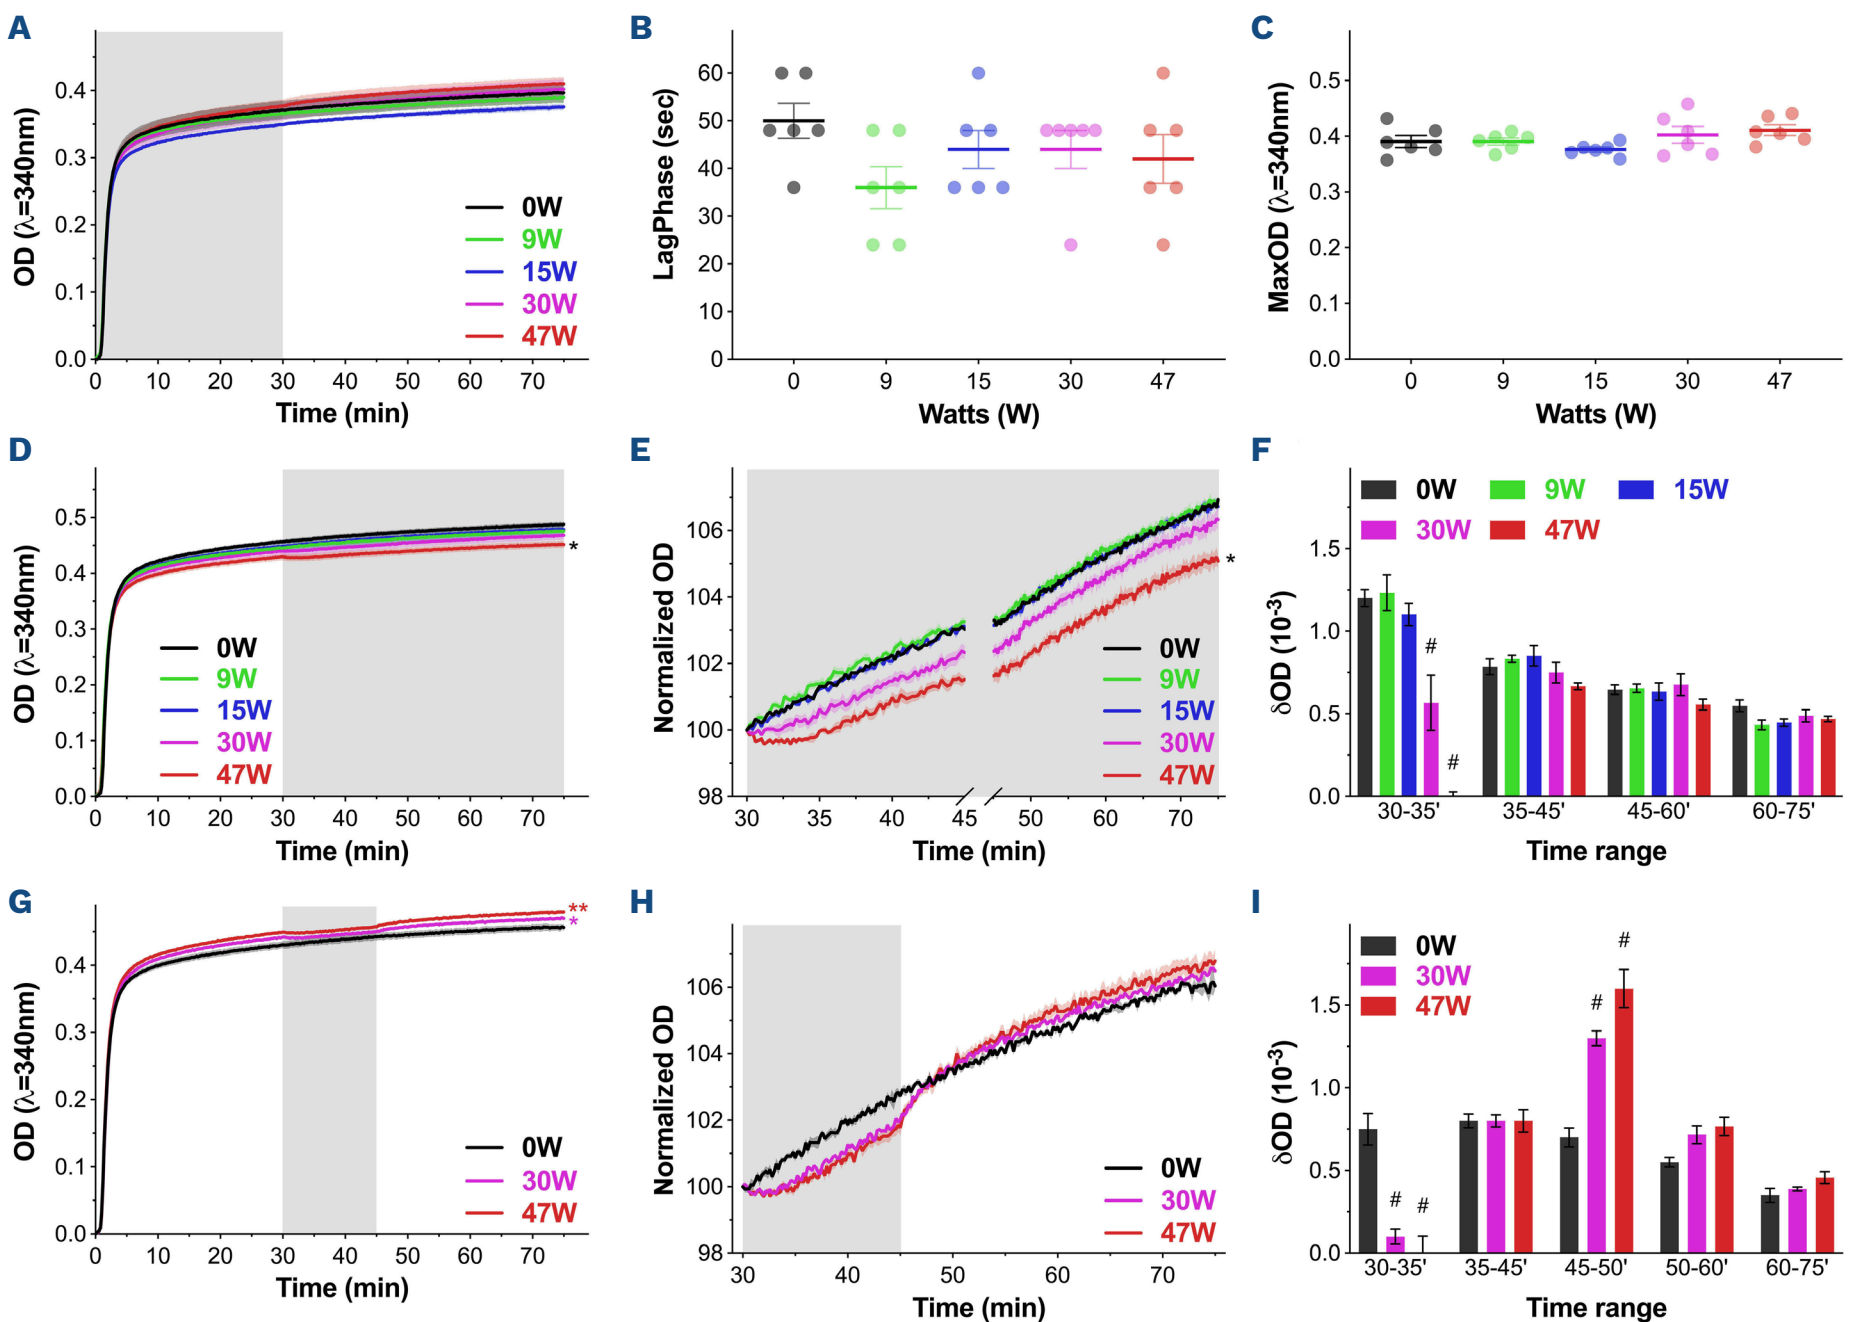 A
OD (λ=340nm)
0.4
0.3
0.2
0.1
0.0
0W
9W
15W
30W
47W
0 10 20 30 40 50 60 70
Time (min)
B
LagPhase (sec)
60
50
40
30
20
10
0
0 9 15 30 47
Watts (W)
C
MaxOD (λ=340nm)
0.5
0.4
0.3
0.2
0.1
0.0
0 9 15 30 47
Watts (W)
D
OD (λ=340nm)
0.5
0.4
0.3
0.2
0.1
0.0
*
0W
9W
15W
30W
47W
0 10 20 30 40 50 60 70
Time (min)
E
Normalized OD
106
104
102
100
98
*
0W
9W
15W
30W
47W
30 35 40 45 50 60 70
Time (min)
F
0W 9W 15W
30W 47W
δOD (10-3)
1.5
1.0
0.5
0.0
#
#
30-35' 35-45' 45-60' 60-75'
Time range
G
OD (λ=340nm)
0.4
0.3
0.2
0.1
0.0
**
*
0W
30W
47W
0 10 20 30 40 50 60 70
Time (min)
H
Normalized OD
106
104
102
100
98
0W
30W
47W
30 40 50 60 70
Time (min)
I
0W
30W
47W
δOD (10-3)
1.5
1.0
0.5
0.0
# # # #
30-35' 35-45' 45-50' 50-60' 60-75'
Time range